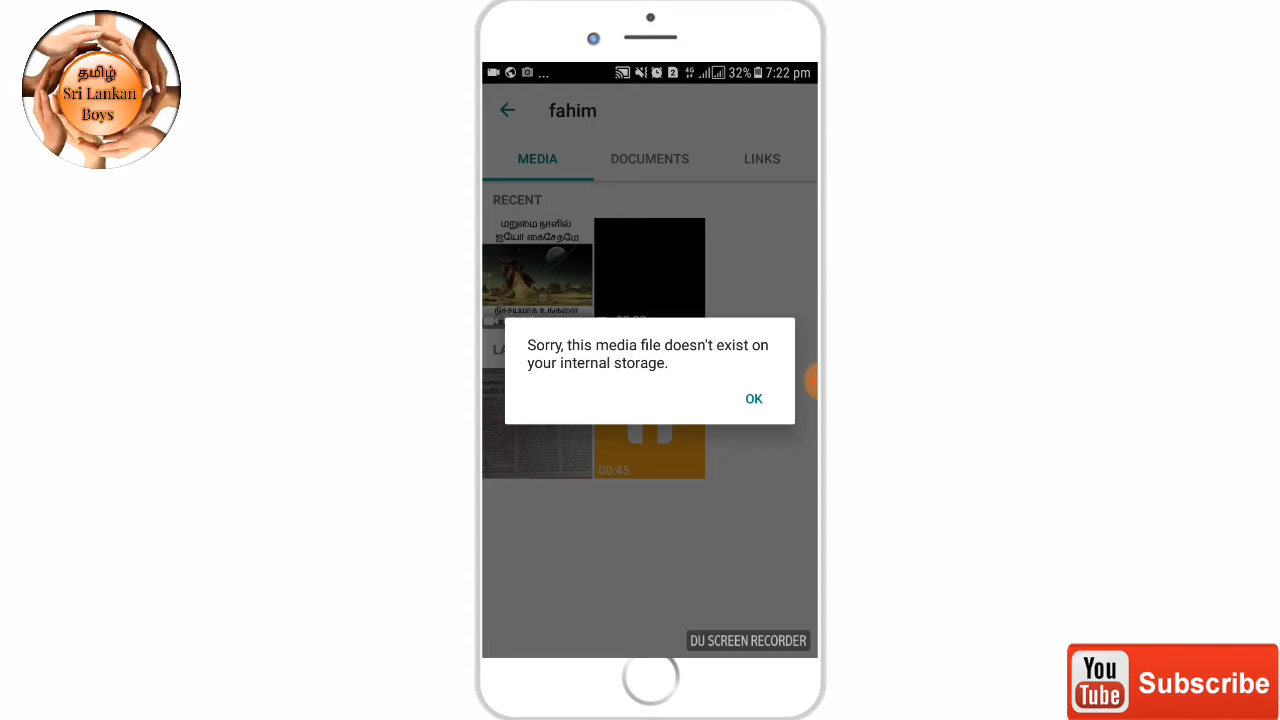 தமிழ்
Sri Lankan
Boys
... 4G 32% 7:22 pm
fahim
MEDIA DOCUMENTS LINKS
RECENT
மறுமை நாளில்
ஐயோ கைசேதமே
நிச்சயமாக உங்களை
Sorry, this media file doesn't exist on
your internal storage.
OK
00:45
DU SCREEN RECORDER
You
Tube
Subscribe